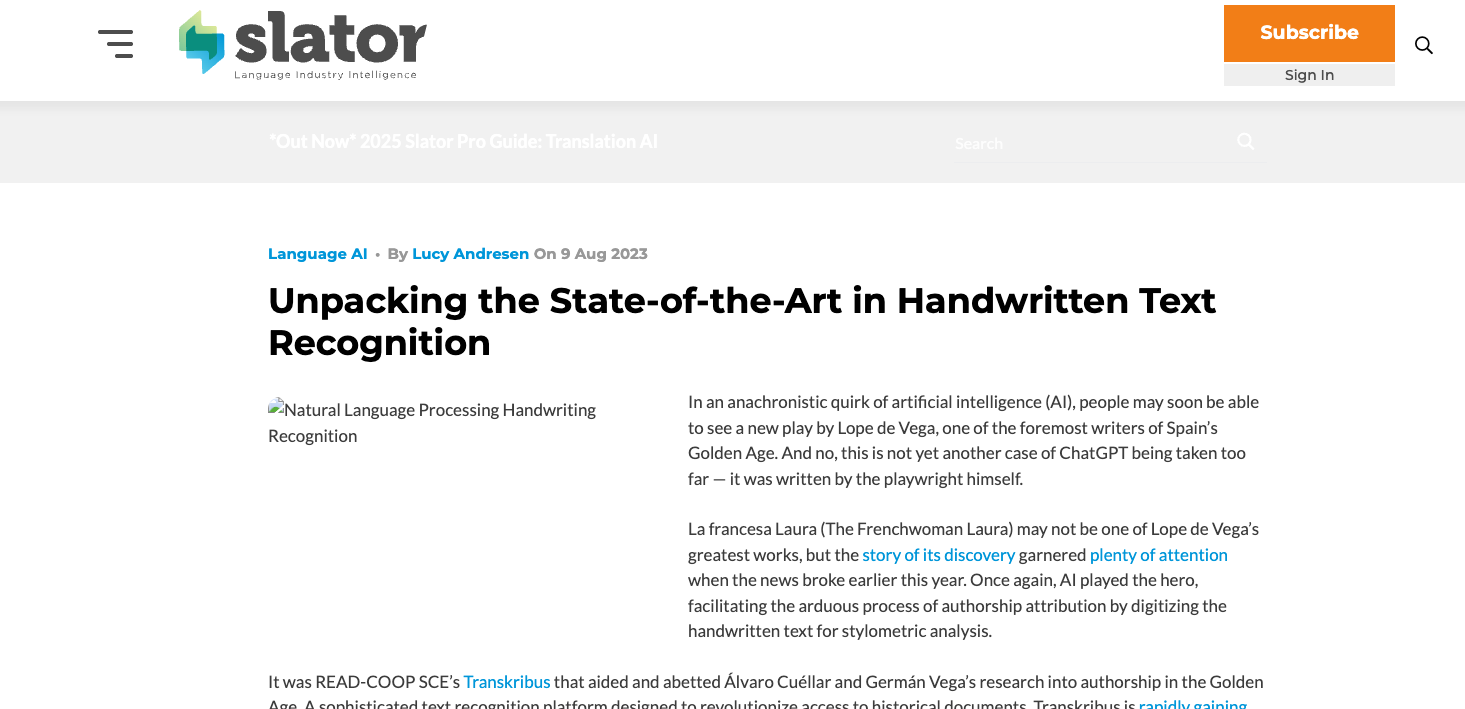 slator
Language Industry Intelligence
Subscribe
Sign In
*Out Now* 2025 Slator Pro Guide: Translation AI
Search
Language AI • By Lucy Andresen On 9 Aug 2023
Unpacking the State-of-the-Art in Handwritten Text
Recognition
Natural Language Processing Handwriting
Recognition
In an anachronistic quirk of artificial intelligence (AI), people may soon be able
to see a new play by Lope de Vega, one of the foremost writers of Spain’s
Golden Age. And no, this is not yet another case of ChatGPT being taken too
far — it was written by the playwright himself.
La francesa Laura (The Frenchwoman Laura) may not be one of Lope de Vega’s
greatest works, but the story of its discovery garnered plenty of attention
when the news broke earlier this year. Once again, AI played the hero,
facilitating the arduous process of authorship attribution by digitizing the
handwritten text for stylometric analysis.
It was READ-COOP SCE’s Transkribus that aided and abetted Álvaro Cuéllar and Germán Vega’s research into authorship in the Golden
Age. A sophisticated text recognition platform designed to revolutionize access to historical documents, Transkribus is rapidly gaining